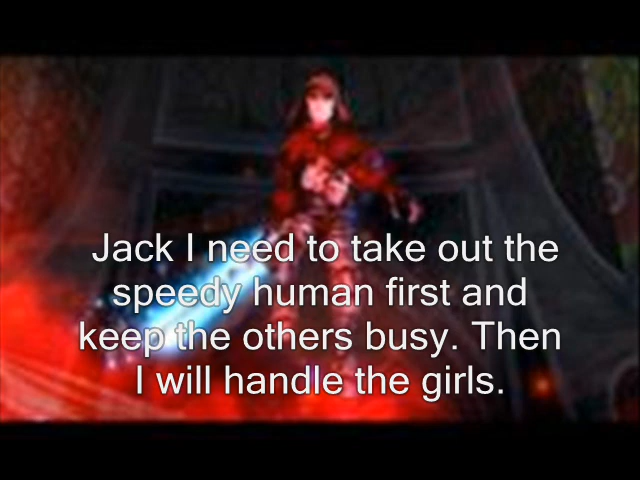 Jack I need to take out the
speedy human first and
keep the others busy. Then
I will handle the girls.